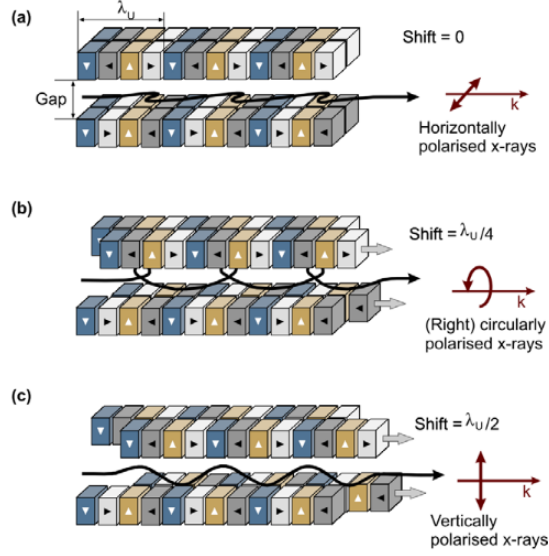 (a)
λU
Shift = 0
Gap
k
Horizontally
polarised x-rays
(b)
Shift = λU/4
k
(Right) circularly
polarised x-rays
(c)
Shift = λU/2
k
Vertically
polarised x-rays